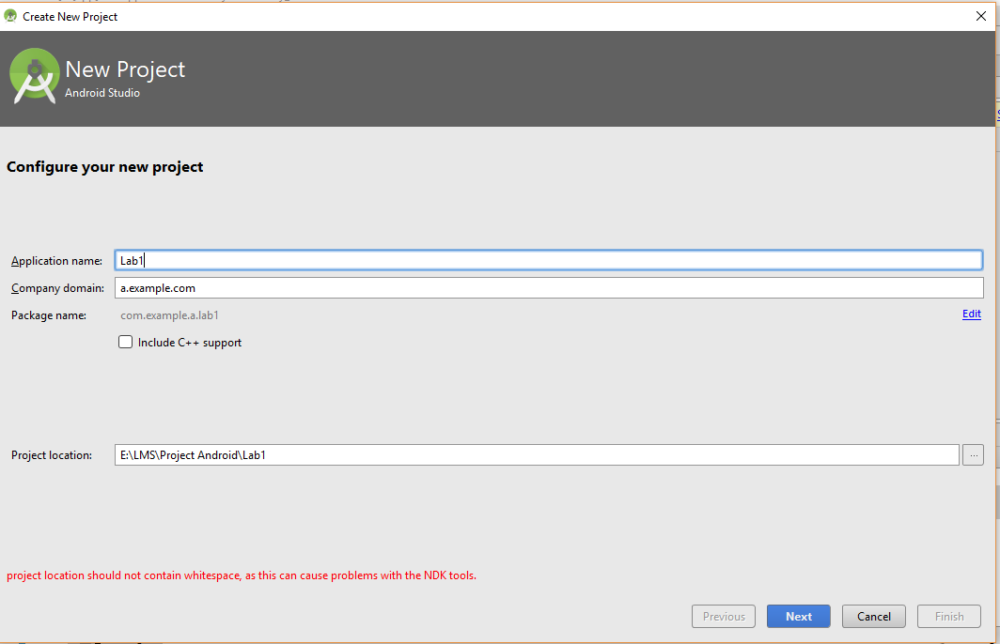 Create New Project
New Project
Android Studio
Configure your new project
Application name: Lab1
Company domain: a.example.com
Package name: com.example.a.lab1 Edit
Include C++ support
Project location: E:\LMS\Project Android\Lab1 ...
project location should not contain whitespace, as this can cause problems with the NDK tools.
Previous Next Cancel Finish